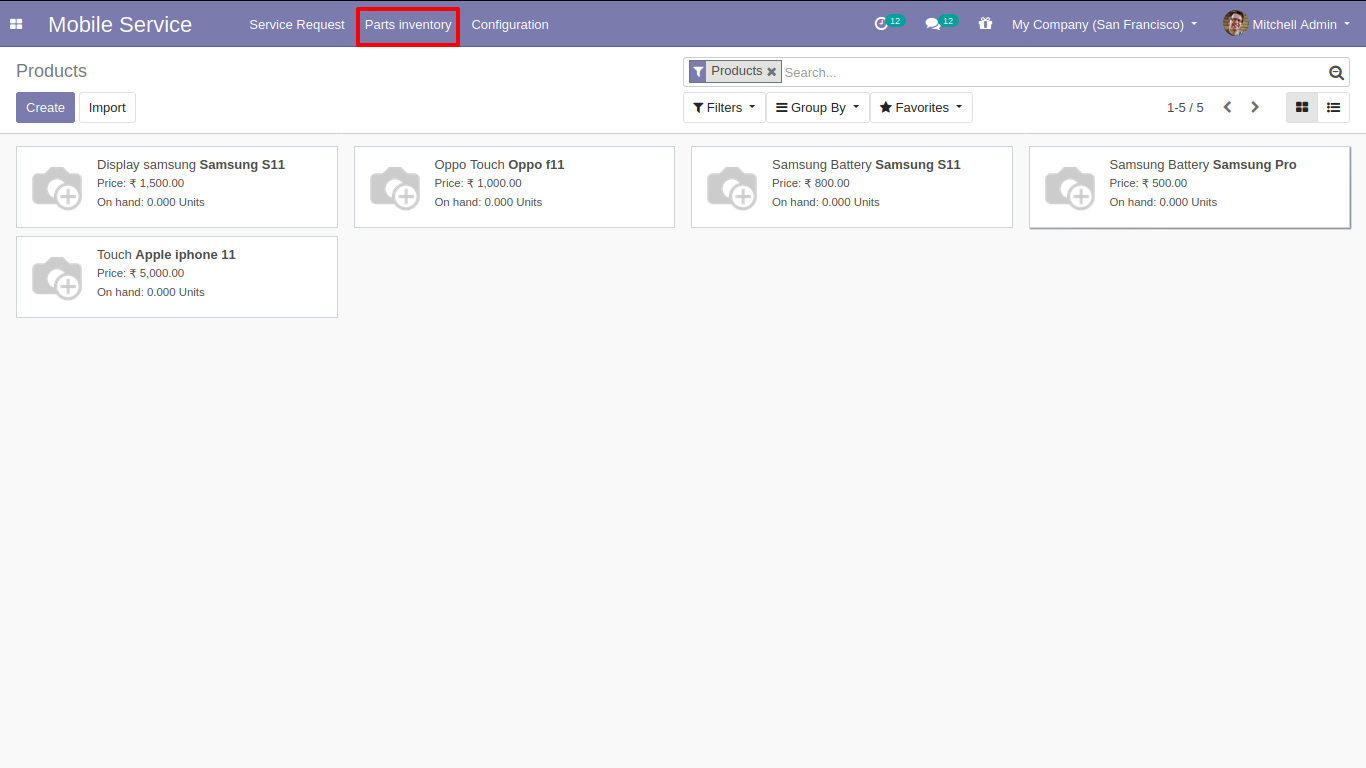 Mobile Service Service Request Parts inventory Configuration 12 12 My Company (San Francisco) Mitchell Admin
Products
Products Search...
Create Import
Filters Group By Favorites 1-5 / 5
Display samsung Samsung S11
Price: ₹ 1,500.00
On hand: 0.000 Units
Oppo Touch Oppo f11
Price: ₹ 1,000.00
On hand: 0.000 Units
Samsung Battery Samsung S11
Price: ₹ 800.00
On hand: 0.000 Units
Samsung Battery Samsung Pro
Price: ₹ 500.00
On hand: 0.000 Units
Touch Apple iphone 11
Price: ₹ 5,000.00
On hand: 0.000 Units